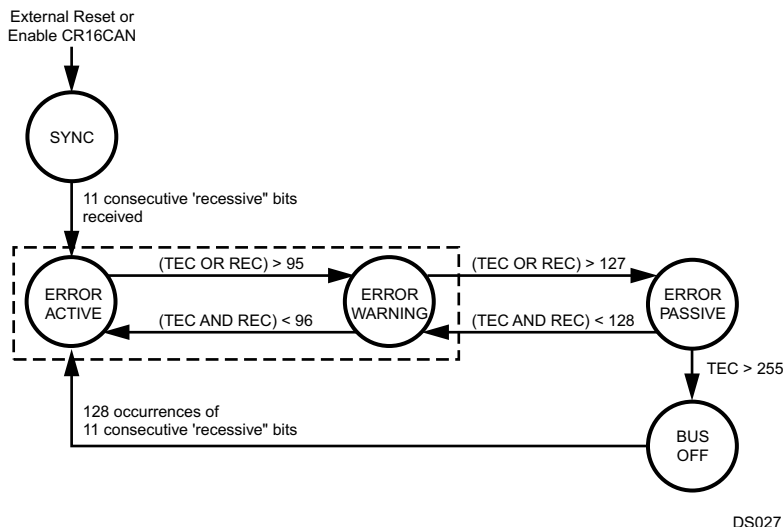 External Reset or
Enable CR16CAN
SYNC
11 consecutive 'recessive" bits
received
ERROR
ACTIVE
(TEC OR REC) > 95
(TEC AND REC) < 96
ERROR
WARNING
(TEC OR REC) > 127
(TEC AND REC) < 128
ERROR
PASSIVE
TEC > 255
BUS
OFF
128 occurrences of
11 consecutive 'recessive" bits
DS027